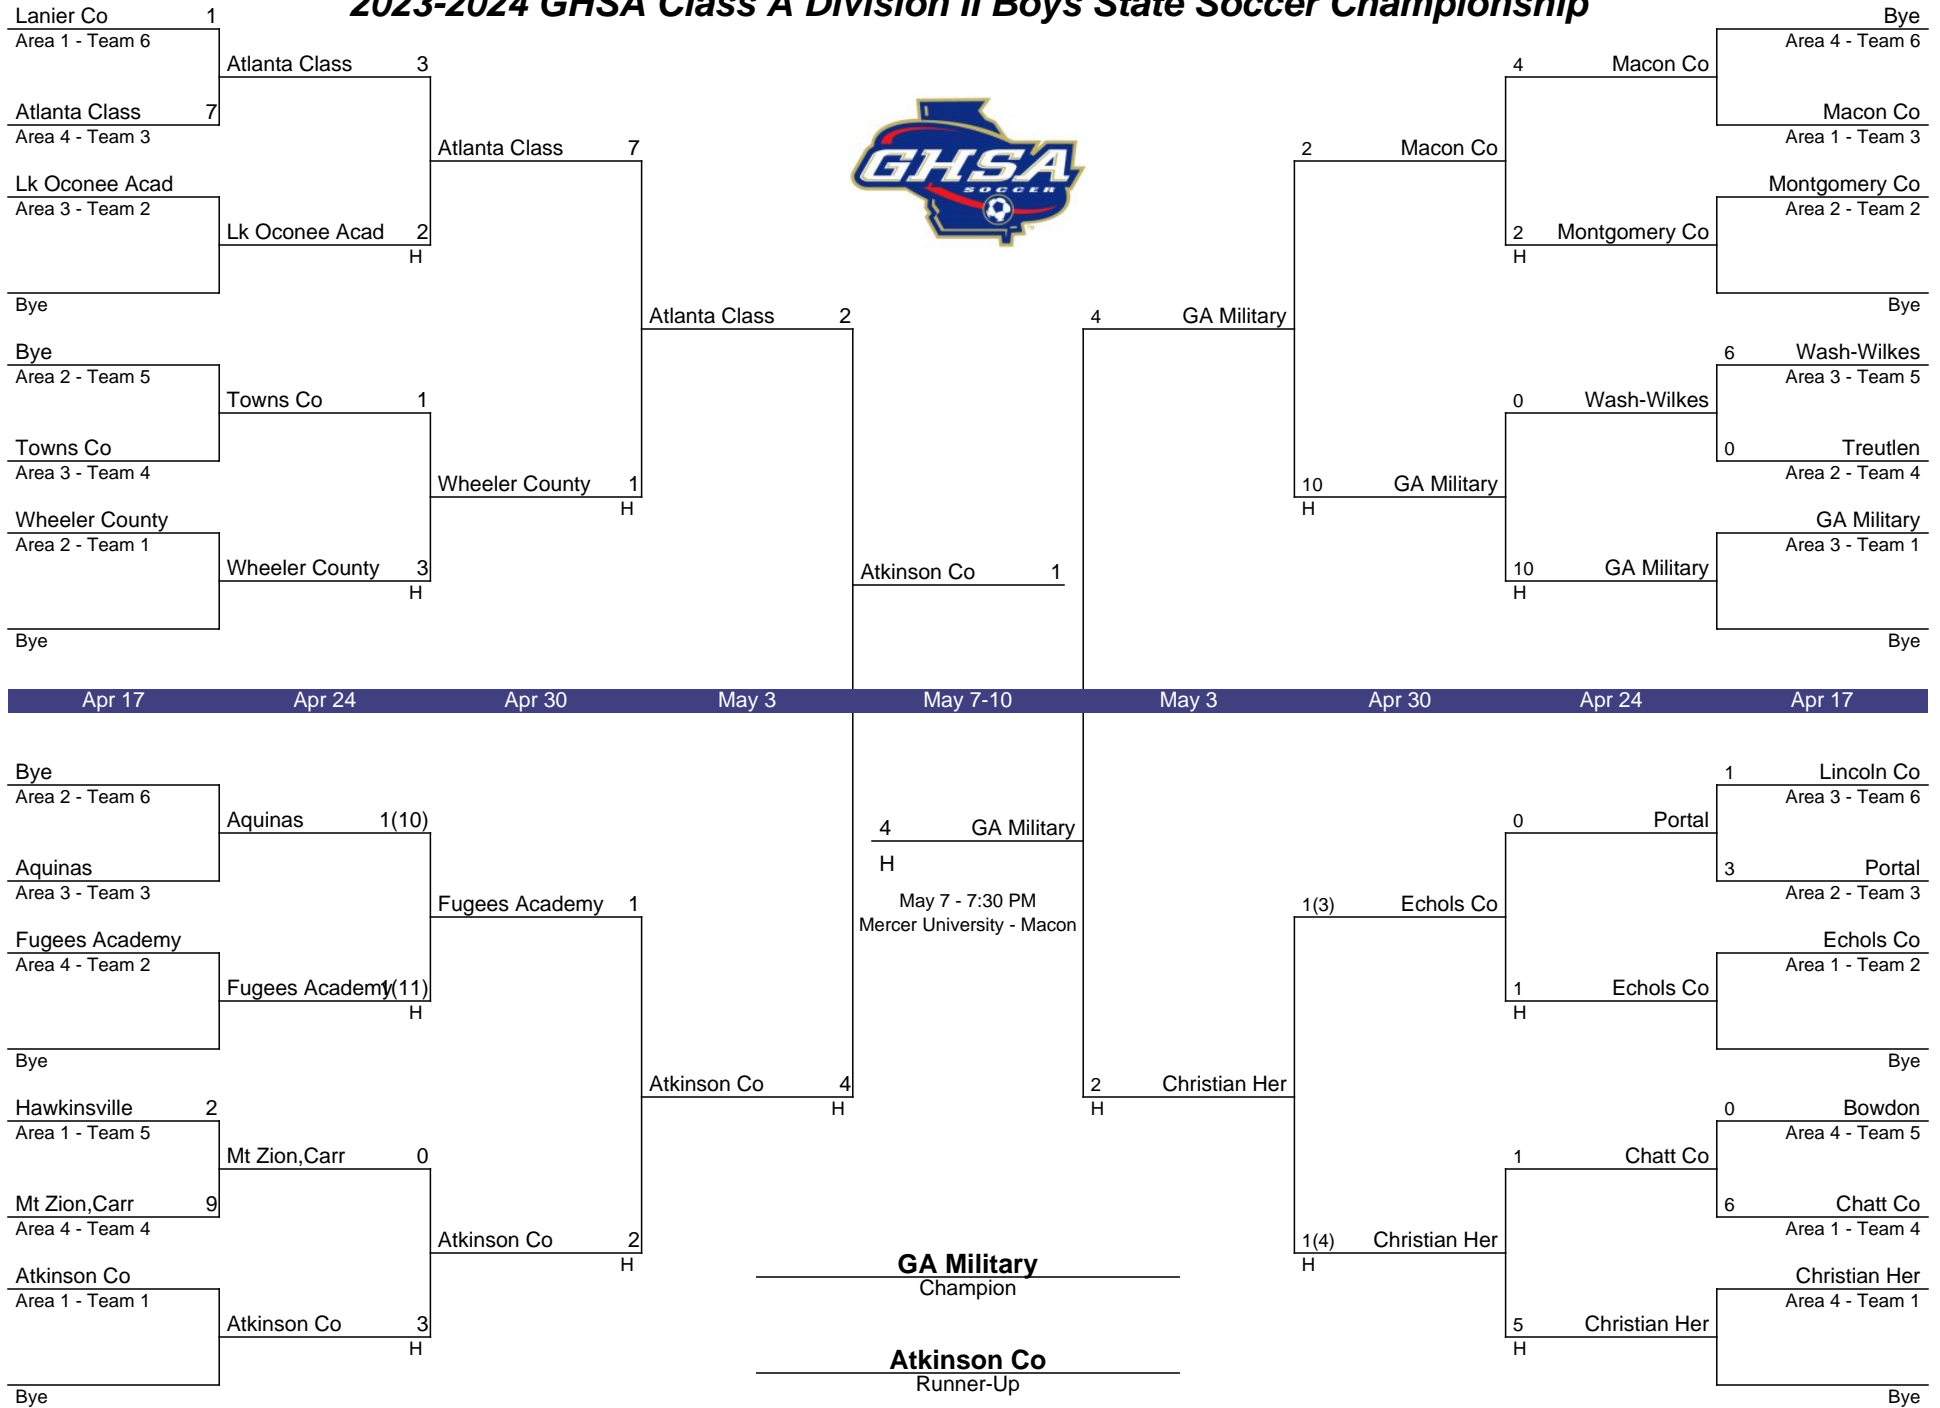 2023-2024 GHSA Class A Division II Boys State Soccer Championship
GHSA
SOCCER
Lanier Co 1
Area 1 - Team 6
Atlanta Class 7
Area 4 - Team 3
Lk Oconee Acad
Area 3 - Team 2
Bye
Bye
Area 2 - Team 5
Towns Co
Area 3 - Team 4
Wheeler County
Area 2 - Team 1
Bye
Atlanta Class 3
Lk Oconee Acad 2
H
Towns Co 1
Wheeler County 3
H
Atlanta Class 7
Wheeler County 1
H
Atlanta Class 2
Atkinson Co 1
4 GA Military
2 Macon Co
10 GA Military
H
4 Macon Co
2 Montgomery Co
H
0 Wash-Wilkes
10 GA Military
H
Bye
Area 4 - Team 6
Macon Co
Area 1 - Team 3
Montgomery Co
Area 2 - Team 2
Bye
6 Wash-Wilkes
Area 3 - Team 5
0 Treutlen
Area 2 - Team 4
GA Military
Area 3 - Team 1
Bye
Apr 17 Apr 24 Apr 30 May 3 May 7-10 May 3 Apr 30 Apr 24 Apr 17
Bye
Area 2 - Team 6
Aquinas
Area 3 - Team 3
Fugees Academy
Area 4 - Team 2
Bye
Hawkinsville 2
Area 1 - Team 5
Mt Zion,Carr 9
Area 4 - Team 4
Atkinson Co
Area 1 - Team 1
Bye
Aquinas 1(10)
Fugees Academy 1(11)
H
Mt Zion,Carr 0
Atkinson Co 3
H
Fugees Academy 1
Atkinson Co 2
H
Atkinson Co 4
H
4 GA Military
H
May 7 - 7:30 PM
Mercer University - Macon
2 Christian Her
H
1(3) Echols Co
1(4) Christian Her
H
0 Portal
1 Echols Co
H
1 Chatt Co
5 Christian Her
H
1 Lincoln Co
Area 3 - Team 6
3 Portal
Area 2 - Team 3
Echols Co
Area 1 - Team 2
Bye
0 Bowdon
Area 4 - Team 5
6 Chatt Co
Area 1 - Team 4
Christian Her
Area 4 - Team 1
Bye
GA Military
Champion
Atkinson Co
Runner-Up